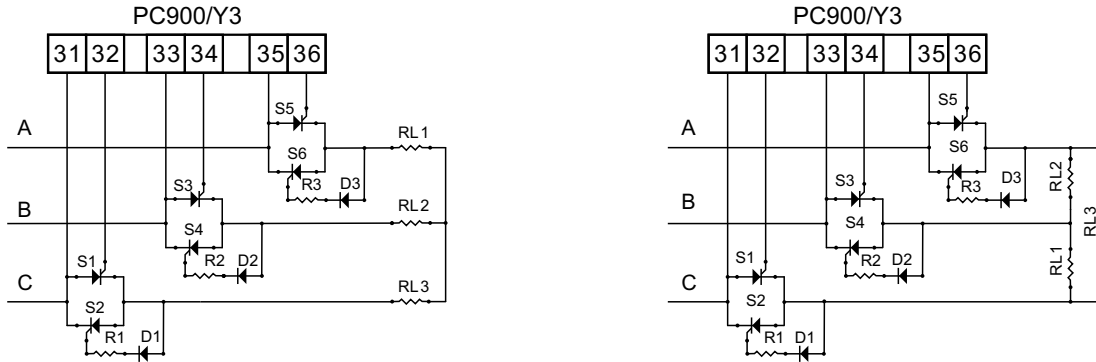 PC900/Y3
31 32 33 34 35 36
S5
A
RL1
S6
S3
R3
D3
B
RL2
S4
S1
R2
D2
C
RL3
S2
R1
D1
PC900/Y3
31 32 33 34 35 36
S5
A
S6
RL2
S3
R3
D3
B
RL3
S4
S1
R2
D2
RL1
C
S2
R1
D1